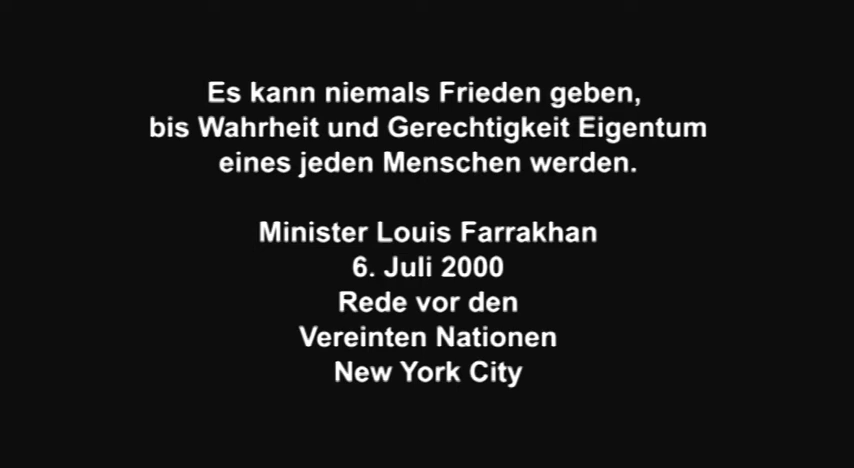 Es kann niemals Frieden geben,
bis Wahrheit und Gerechtigkeit Eigentum
eines jeden Menschen werden.
Minister Louis Farrakhan
6. Juli 2000
Rede vor den
Vereinten Nationen
New York City